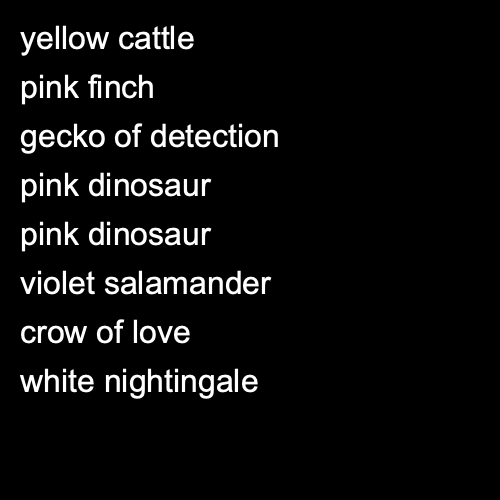 yellow cattle
pink finch
gecko of detection
pink dinosaur
pink dinosaur
violet salamander
crow of love
white nightingale